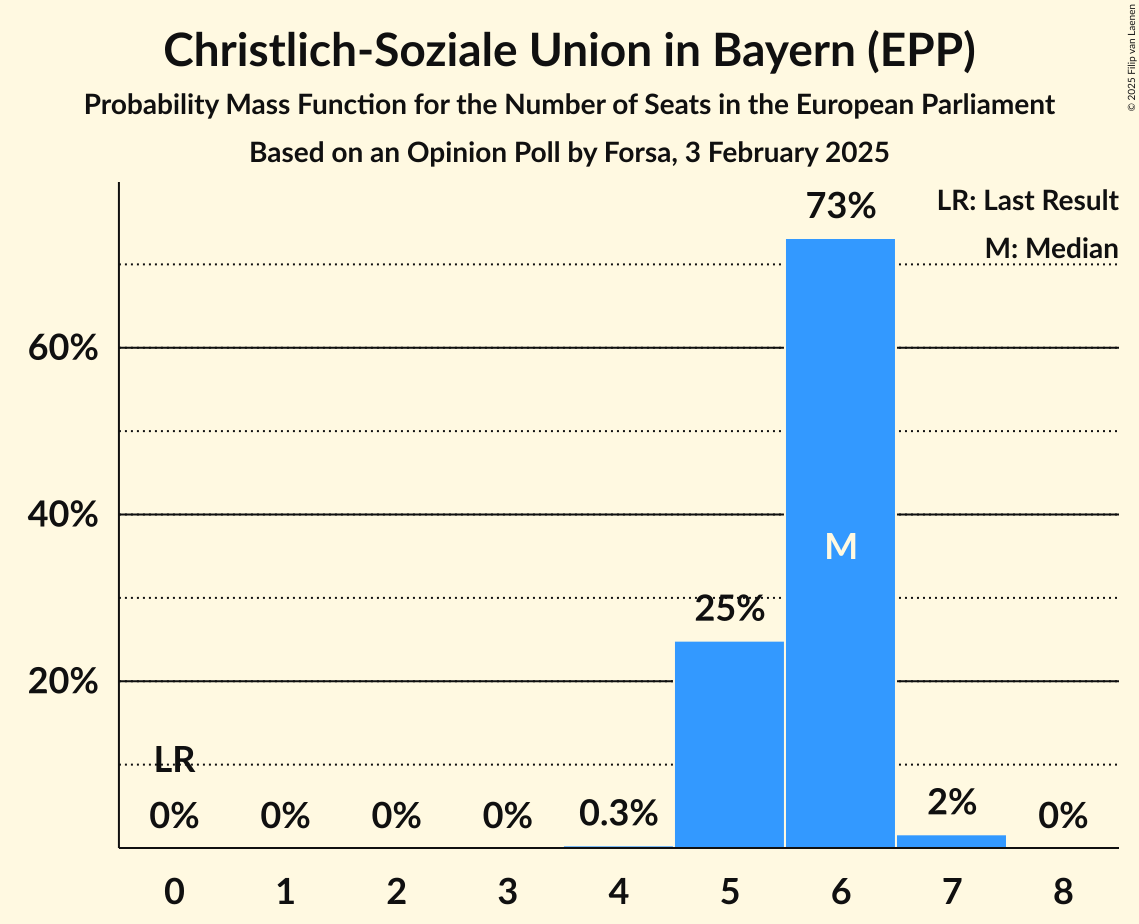 Christlich-Soziale Union in Bayern (EPP)
Probability Mass Function for the Number of Seats in the European Parliament
Based on an Opinion Poll by Forsa, 3 February 2025
© 2025 Filip van Laenen
LR: Last Result
M: Median
73%
60%
40%
M
25%
20%
LR
0% 0% 0% 0% 0.3% 2% 0%
0 1 2 3 4 5 6 7 8